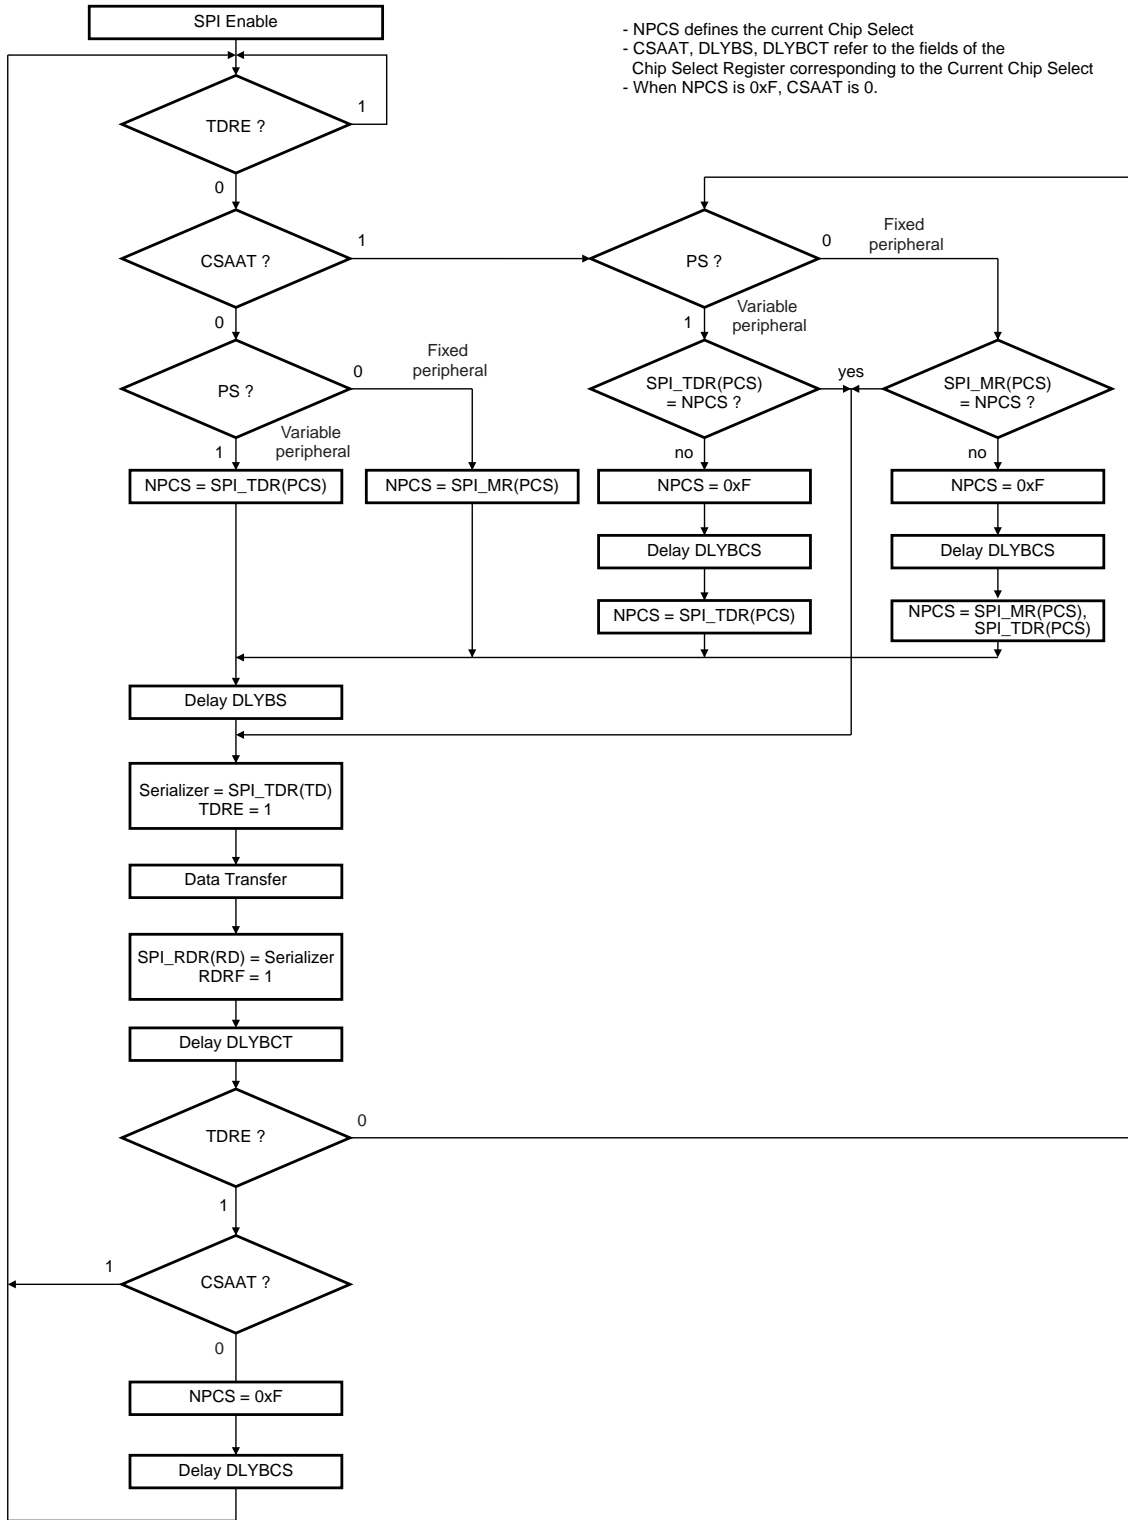 SPI Enable
- NPCS defines the current Chip Select
- CSAAT, DLYBS, DLYBCT refer to the fields of the
Chip Select Register corresponding to the Current Chip Select
- When NPCS is 0xF, CSAAT is 0.
TDRE ?
1
0
CSAAT ?
1
0
PS ?
0
Fixed
peripheral
1
Variable
peripheral
PS ?
0
Fixed
peripheral
1
Variable
peripheral
NPCS = SPI_TDR(PCS)
NPCS = SPI_MR(PCS)
SPI_TDR(PCS)
= NPCS ?
yes
SPI_MR(PCS)
= NPCS ?
no
no
NPCS = 0xF
NPCS = 0xF
Delay DLYBCS
Delay DLYBCS
NPCS = SPI_TDR(PCS)
NPCS = SPI_MR(PCS),
SPI_TDR(PCS)
Delay DLYBS
Serializer = SPI_TDR(TD)
TDRE = 1
Data Transfer
SPI_RDR(RD) = Serializer
RDRF = 1
Delay DLYBCT
TDRE ?
0
1
CSAAT ?
1
0
NPCS = 0xF
Delay DLYBCS